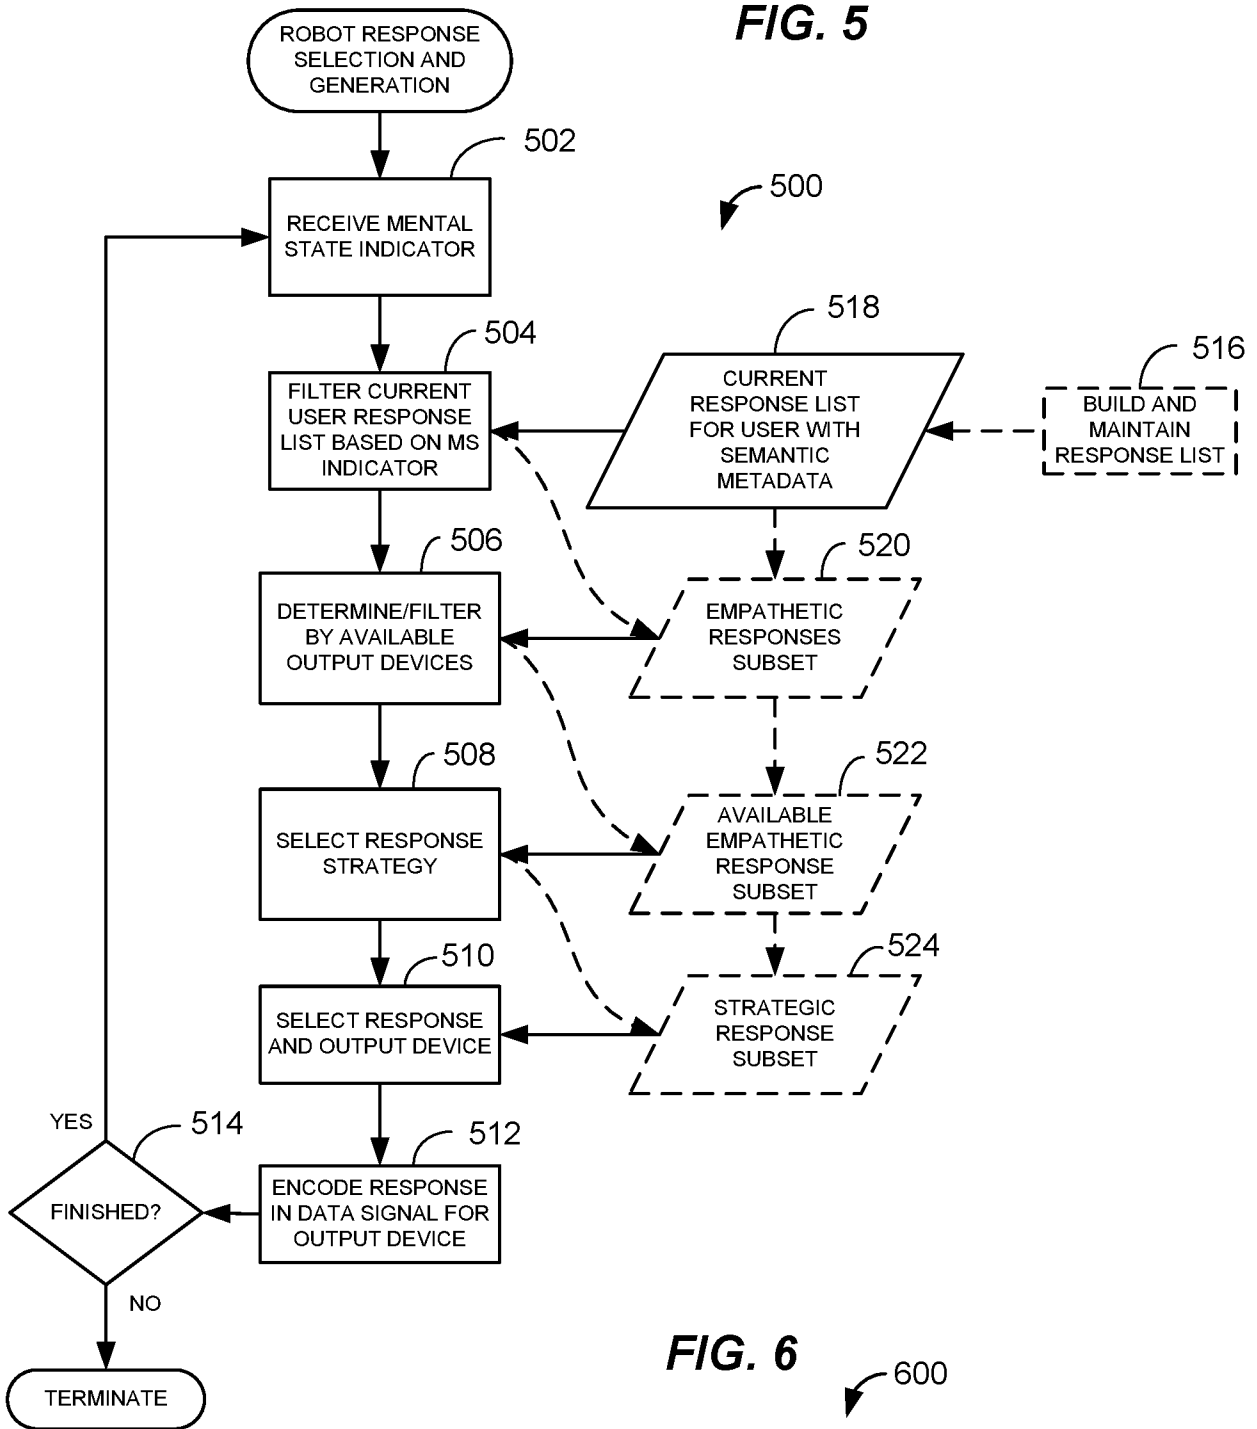 FIG. 5
ROBOT RESPONSE
SELECTION AND
GENERATION
502
500
RECEIVE MENTAL
STATE INDICATOR
504
518
516
FILTER CURRENT
USER RESPONSE
LIST BASED ON MS
INDICATOR
CURRENT
RESPONSE LIST
FOR USER WITH
SEMANTIC
METADATA
BUILD AND
MAINTAIN
RESPONSE LIST
506
520
DETERMINE/FILTER
BY AVAILABLE
OUTPUT DEVICES
EMPATHETIC
RESPONSES
SUBSET
508
522
SELECT RESPONSE
STRATEGY
AVAILABLE
EMPATHETIC
RESPONSE
SUBSET
510
524
SELECT RESPONSE
AND OUTPUT DEVICE
STRATEGIC
RESPONSE
SUBSET
YES
514
512
FINISHED?
ENCODE RESPONSE
IN DATA SIGNAL FOR
OUTPUT DEVICE
NO
TERMINATE
FIG. 6
600